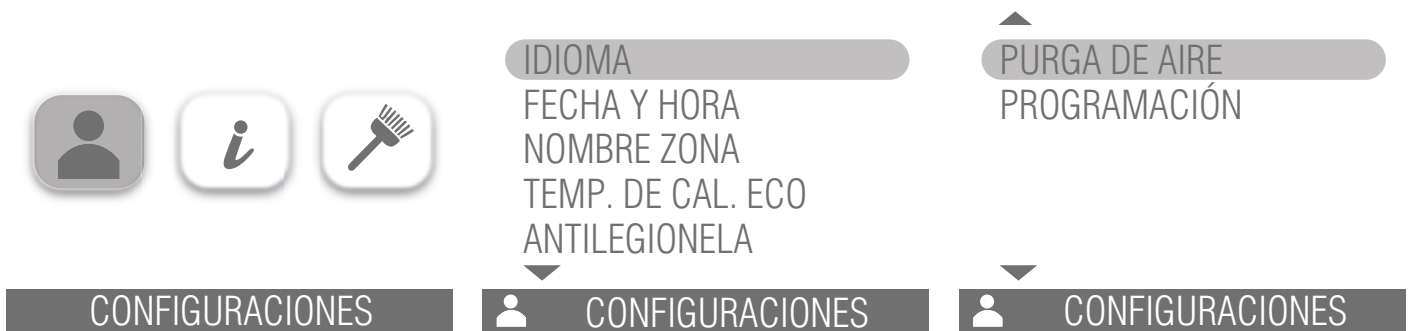 CONFIGURACIONES
IDIOMA
FECHA Y HORA
NOMBRE ZONA
TEMP. DE CAL. ECO
ANTILEGIONELA
CONFIGURACIONES
PURGA DE AIRE
PROGRAMACIÓN
CONFIGURACIONES